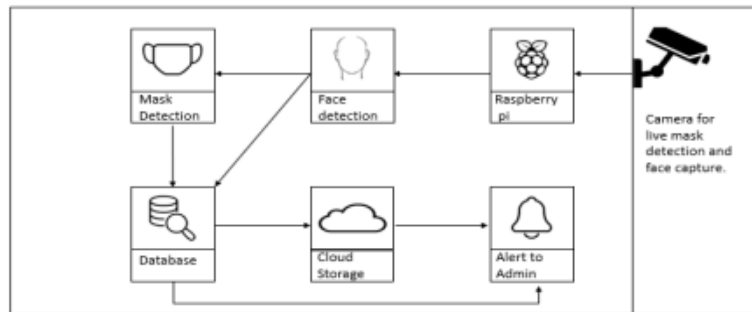 Mask
Detection
Face
detection
Raspberry
pi
Camera for
live mask
detection and
face capture.
Database
Cloud
Storage
Alert to
Admin